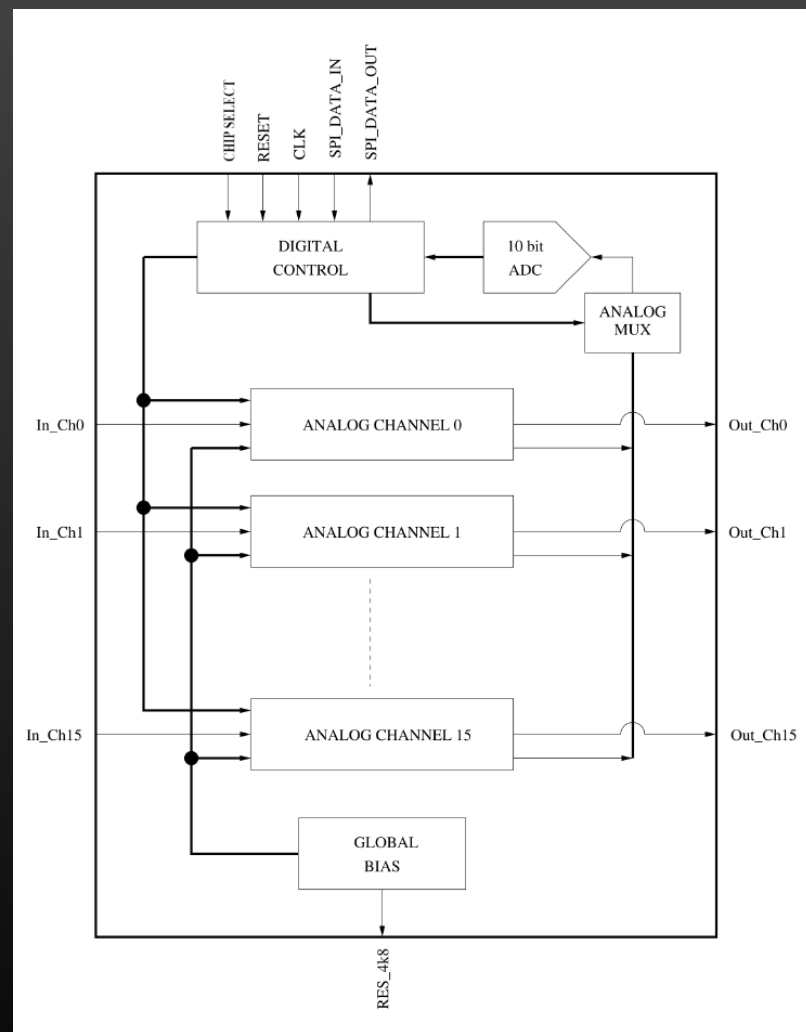 CHIP SELECT
RESET
CLK
SPI_DATA_IN
SPI_DATA_OUT
DIGITAL
CONTROL
10 bit
ADC
ANALOG
MUX
In_Ch0
ANALOG CHANNEL 0
Out_Ch0
In_Ch1
ANALOG CHANNEL 1
Out_Ch1
In_Ch15
ANALOG CHANNEL 15
Out_Ch15
GLOBAL
BIAS
RES_4k8